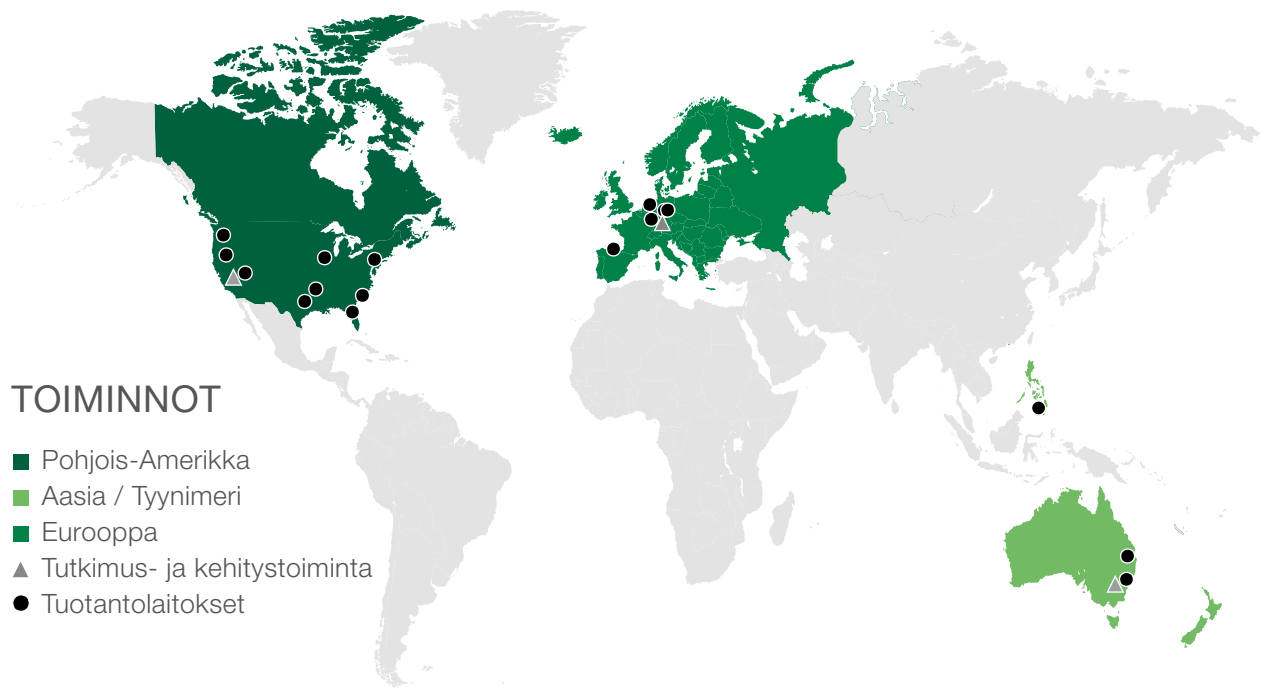 TOIMINNOT
Pohjois-Amerikka
Aasia / Tyynimeri
Eurooppa
Tutkimus- ja kehitystoiminta
Tuotantolaitokset